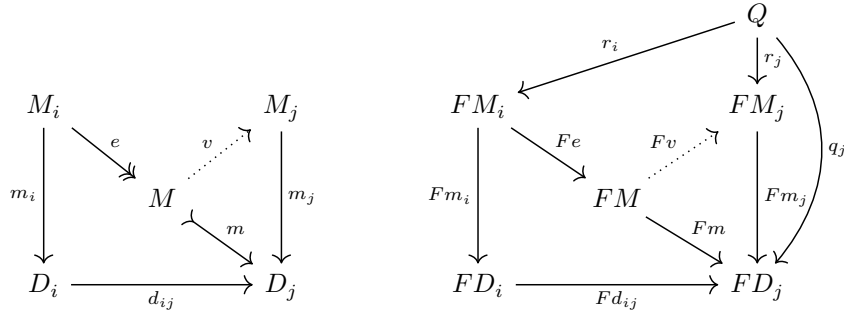 Q
r_i
r_j
M_i M_j FM_i FM_j
e v Fe Fv q_j
m_i M m_j Fm_i FM Fm_j
m Fm
D_i D_j FD_i FD_j
d_{ij} Fd_{ij}